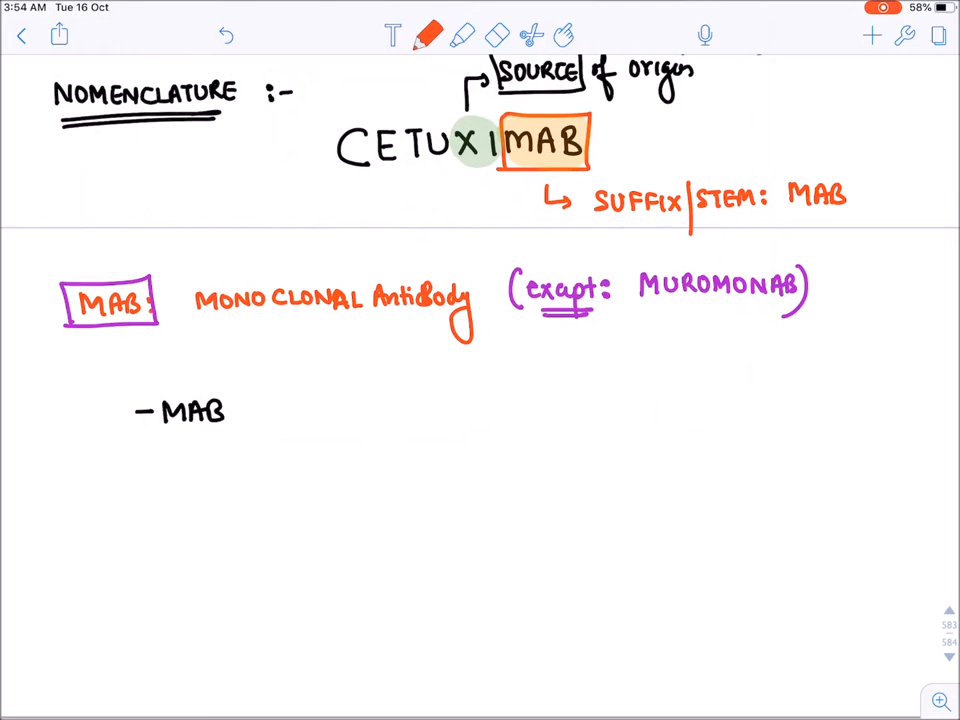 3:54 AM Tue 16 Oct 58%
T
SOURCE of origin
NOMENCLATURE :-
CETUXIMAB
SUFFIX|STEM: MAB
MAB: MONOCLONAL AntiBody (exapt: MUROMONAB)
- MAB
583
584